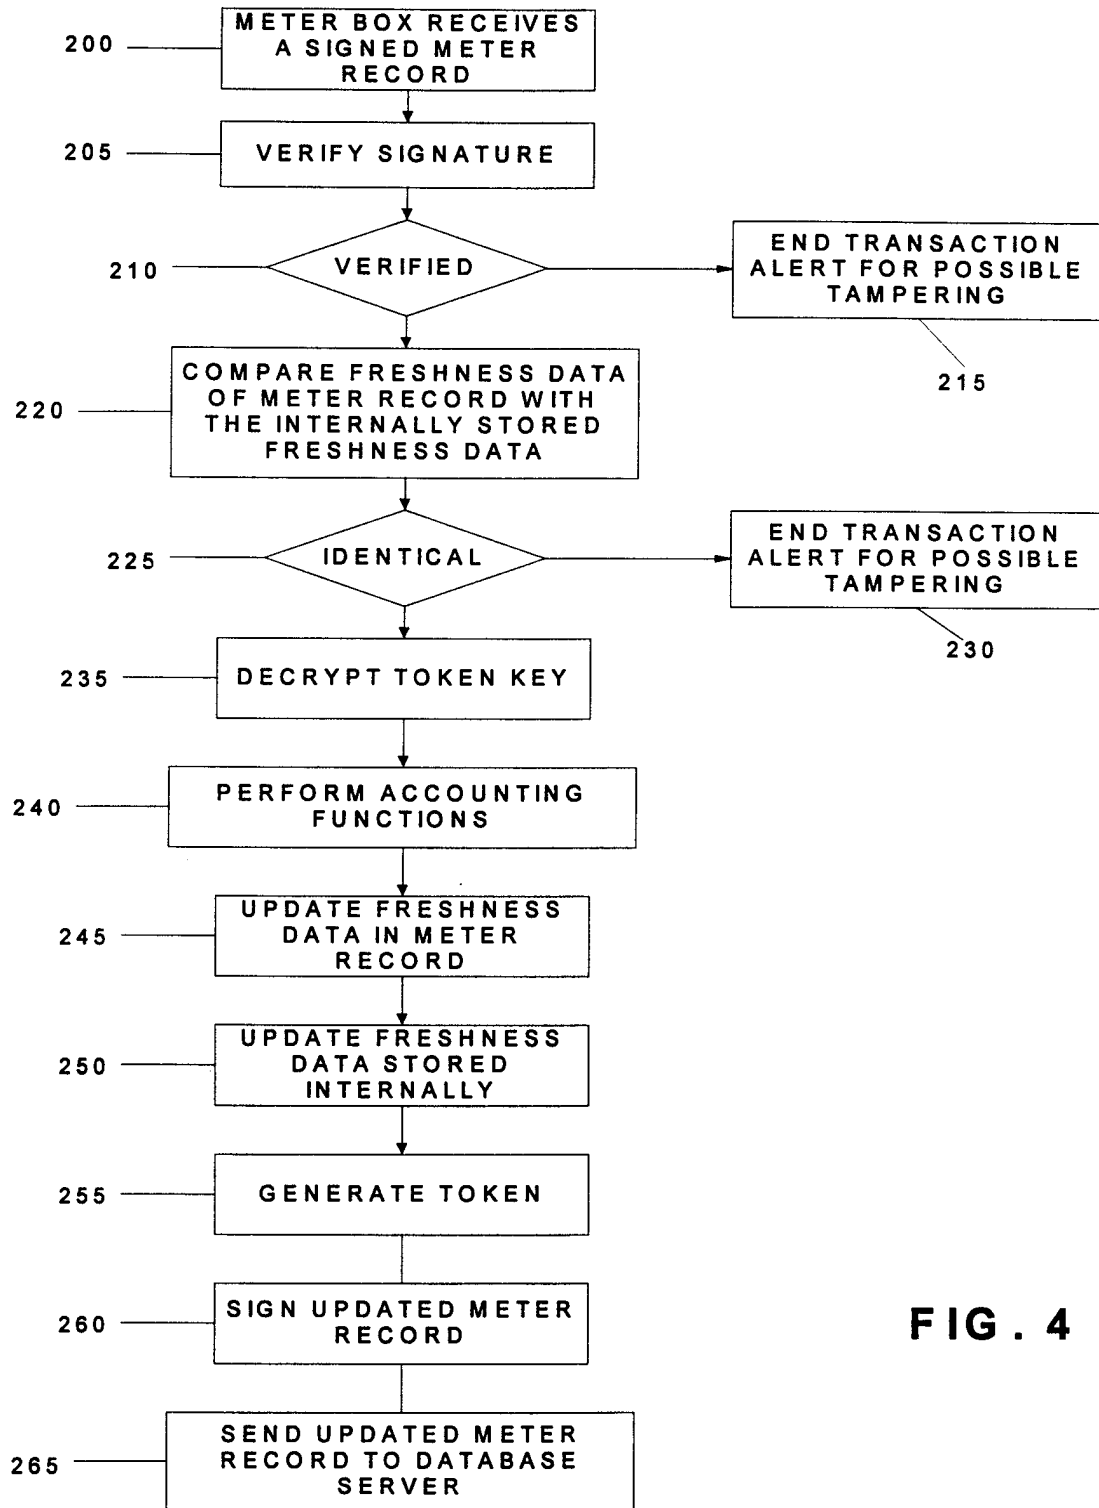 METER BOX RECEIVES
A SIGNED METER
RECORD
200
205
VERIFY SIGNATURE
210
VERIFIED
END TRANSACTION
ALERT FOR POSSIBLE
TAMPERING
215
220
COMPARE FRESHNESS DATA
OF METER RECORD WITH
THE INTERNALLY STORED
FRESHNESS DATA
225
IDENTICAL
END TRANSACTION
ALERT FOR POSSIBLE
TAMPERING
230
235
DECRYPT TOKEN KEY
240
PERFORM ACCOUNTING
FUNCTIONS
245
UPDATE FRESHNESS
DATA IN METER
RECORD
250
UPDATE FRESHNESS
DATA STORED
INTERNALLY
255
GENERATE TOKEN
260
SIGN UPDATED METER
RECORD
FIG. 4
265
SEND UPDATED METER
RECORD TO DATABASE
SERVER